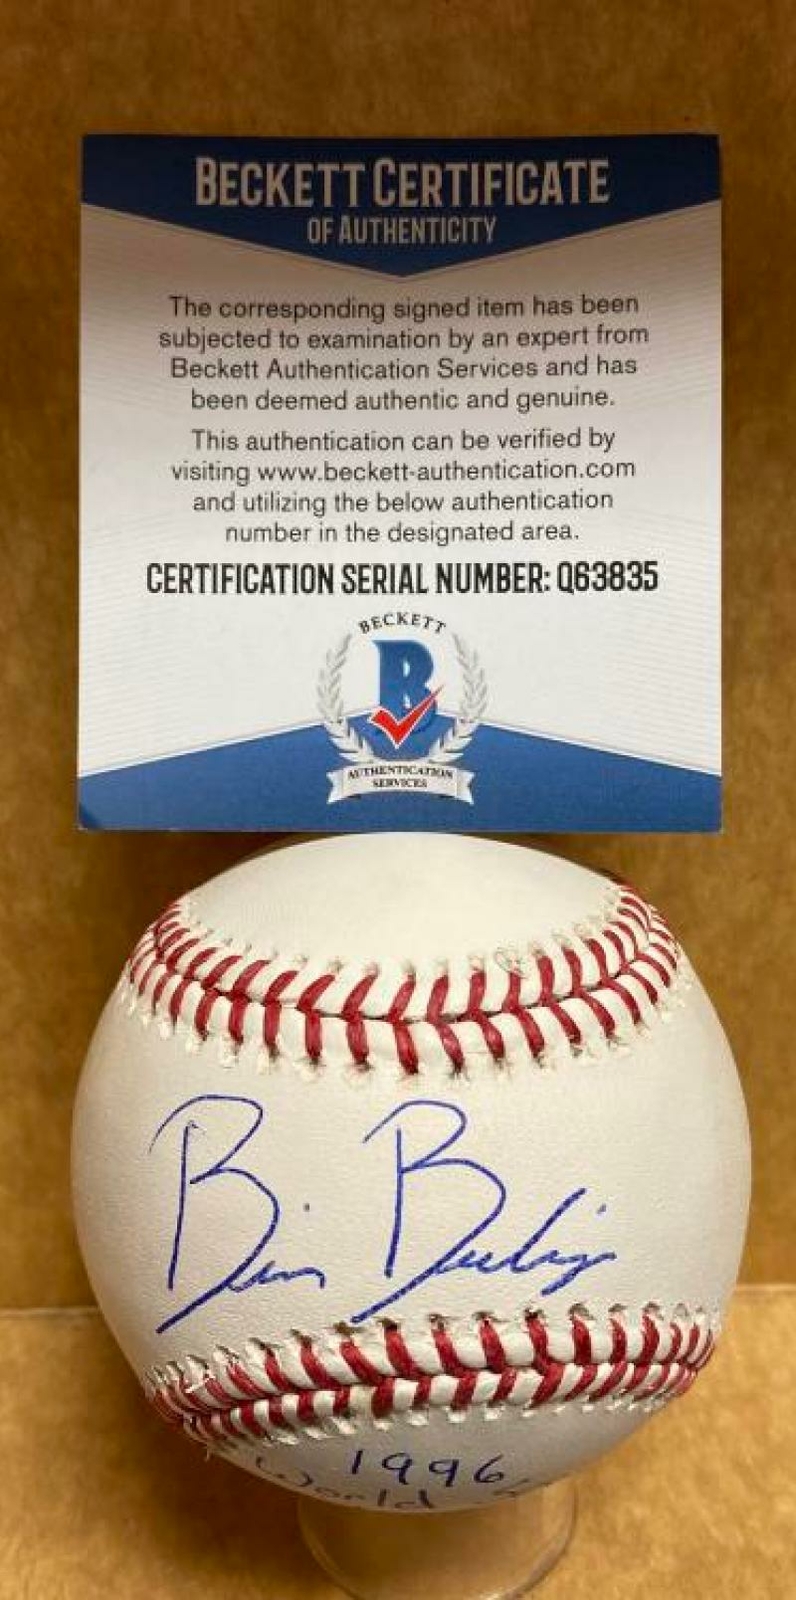 BECKETT CERTIFICATE
OF AUTHENTICITY
The corresponding signed item has been
subjected to examination by an expert from
Beckett Authentication Services and has
been deemed authentic and genuine.
This authentication can be verified by
visiting www.beckett-authentication.com
and utilizing the below authentication
number in the designated area.
CERTIFICATION SERIAL NUMBER: Q63835
BECKETT
B
AUTHENTICATION
SERVICES
1996
World